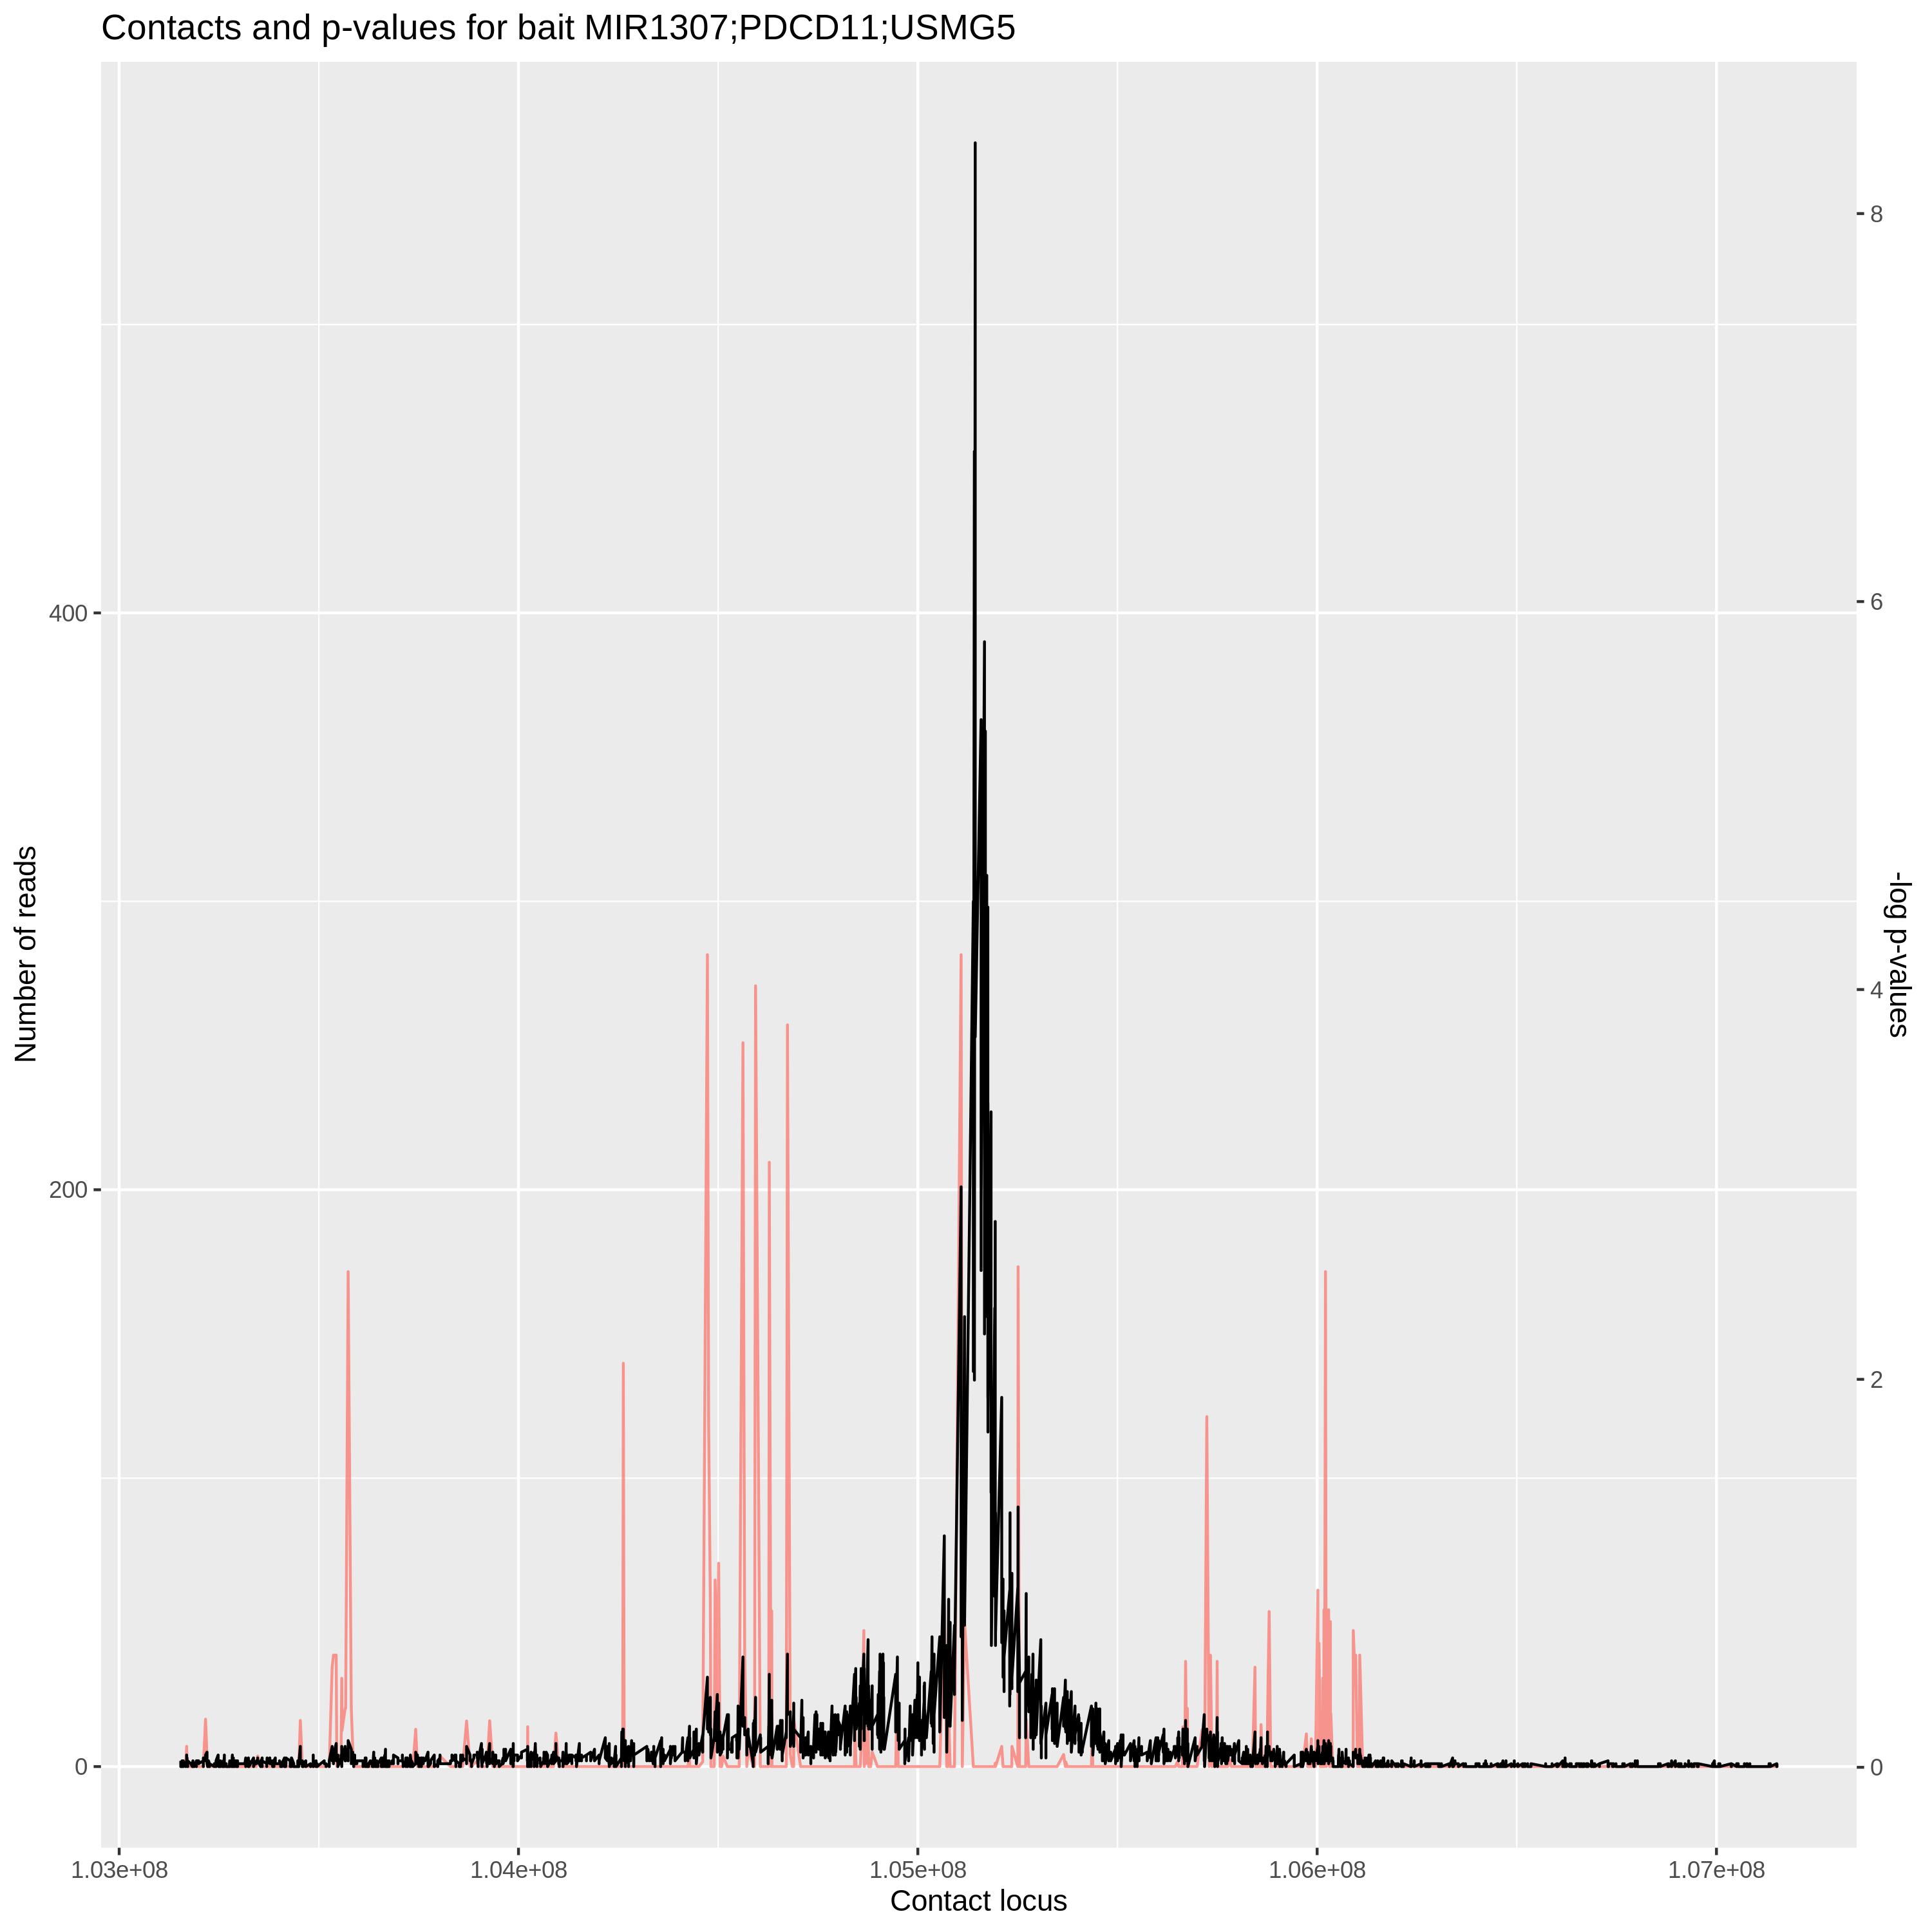 Contacts and p-values for bait MIR1307;PDCD11;USMG5
Number of reads
400
200
0
8
6
4
2
0
-log p-values
1.03e+08 1.04e+08 1.05e+08 1.06e+08 1.07e+08
Contact locus